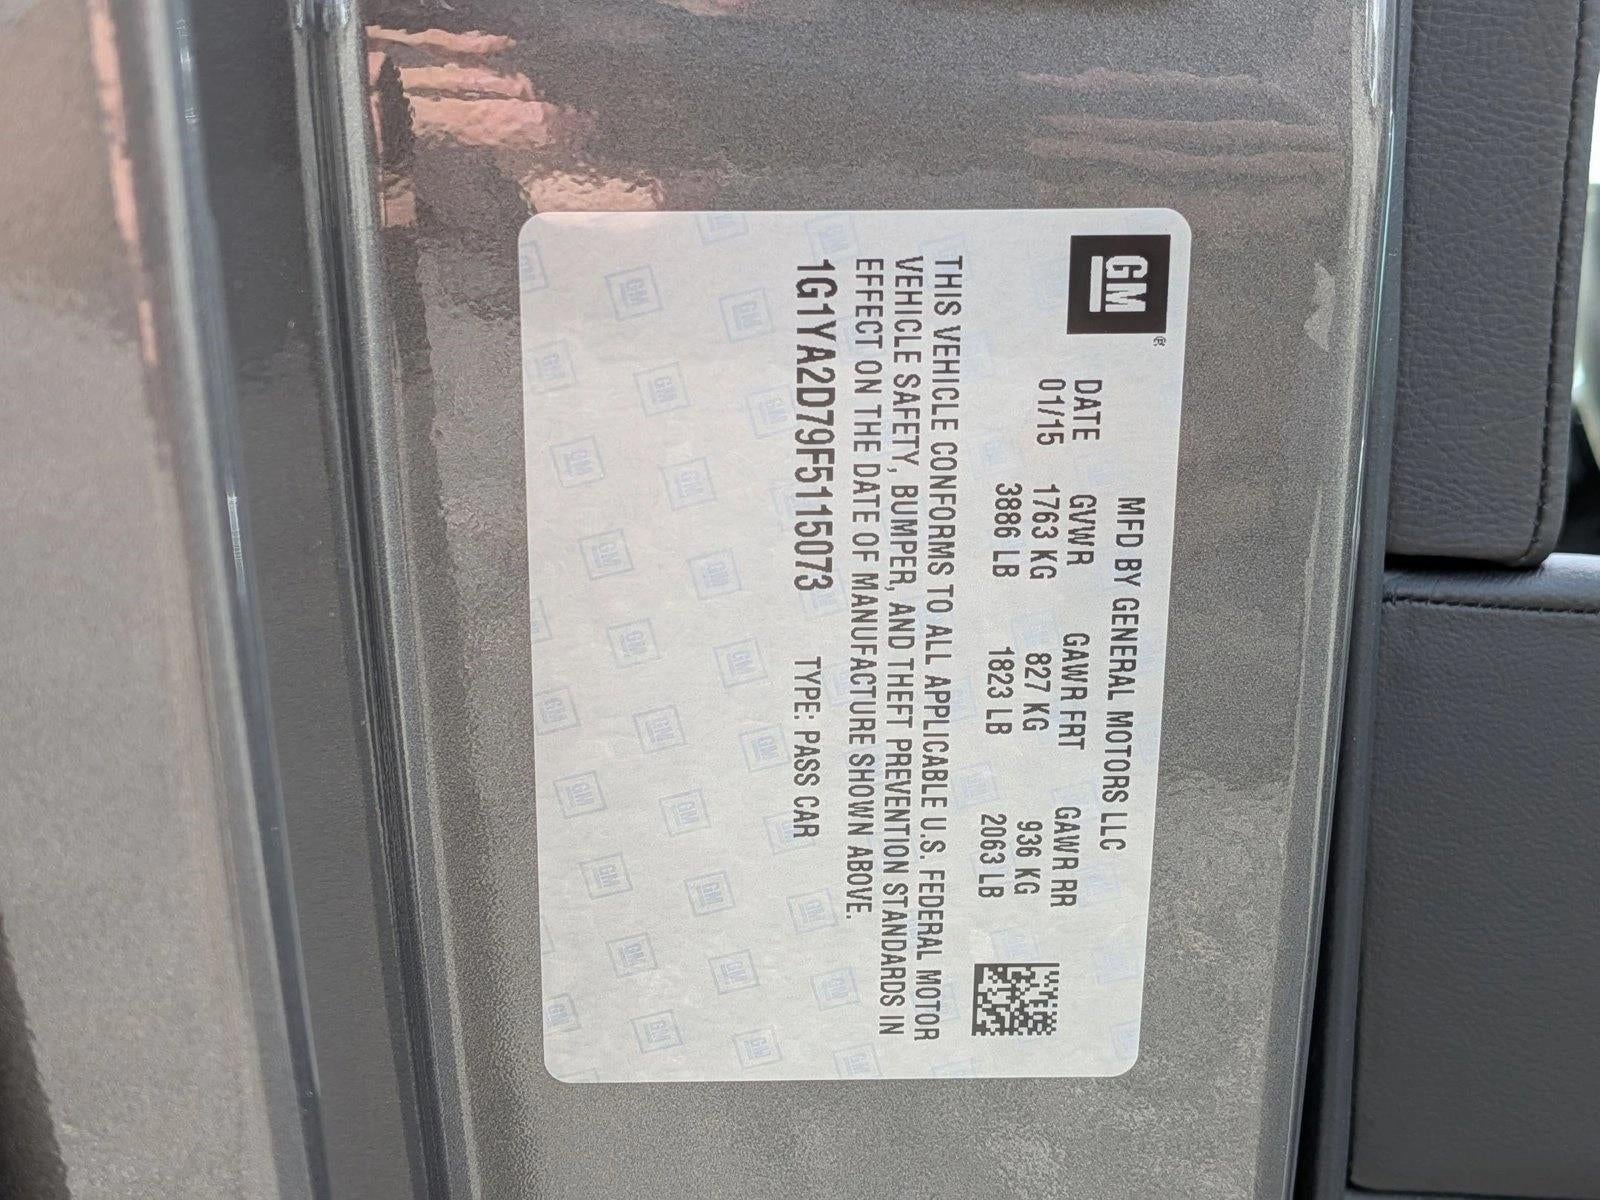 GM®
MFD BY GENERAL MOTORS LLC
DATE GVWR GAWR FRT GAWR RR
01/15 1763 KG 827 KG 936 KG
3886 LB 1823 LB 2063 LB
THIS VEHICLE CONFORMS TO ALL APPLICABLE U.S. FEDERAL MOTOR
VEHICLE SAFETY, BUMPER, AND THEFT PREVENTION STANDARDS IN
EFFECT ON THE DATE OF MANUFACTURE SHOWN ABOVE.
1G1YA2D79F5115073 TYPE: PASS CAR